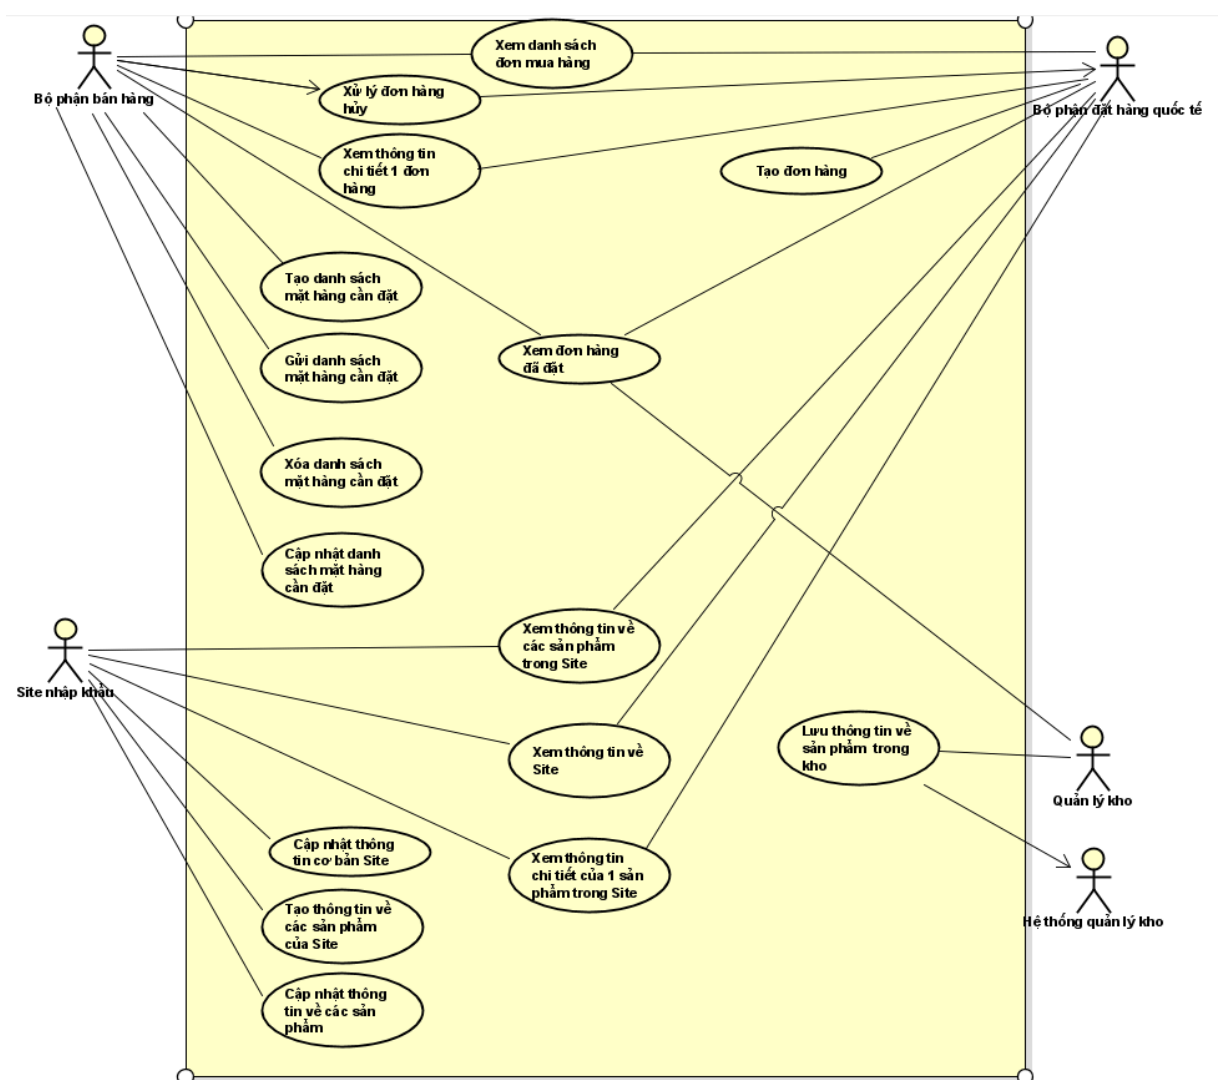 Xem danh sách
đơn mua hàng
Bộ phận bán hàng
Xử lý đơn hàng
hủy
Bộ phận đặt hàng quốc tế
Xem thông tin
chi tiết 1 đơn
hàng
Tạo đơn hàng
Tạo danh sách
mặt hàng cần đặt
Gửi danh sách
mặt hàng cần đặt
Xem đơn hàng
đã đặt
Xóa danh sách
mặt hàng cần đặt
Cập nhật danh
sách mặt hàng
cần đặt
Site nhập khẩu
Xem thông tin về
các sản phẩm
trong Site
Xem thông tin về
Site
Lưu thông tin về
sản phẩm trong
kho
Quản lý kho
Cập nhật thông
tin cơ bản Site
Xem thông tin
chi tiết của 1 sản
phẩm trong Site
Hệ thống quản lý kho
Tạo thông tin về
các sản phẩm
của Site
Cập nhật thông
tin về các sản
phẩm